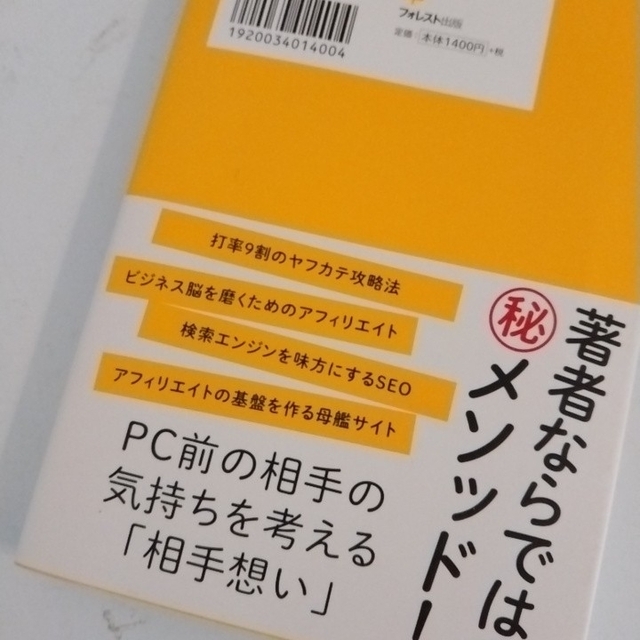 1920034014004
フォレスト出版
定価：本体1400円＋税
打率9割のヤフカテ攻略法
ビジネス脳を磨くためのアフィリエイト
検索エンジンを味方にするSEO
アフィリエイトの基盤を作る母艦サイト
著者ならでは
㊙メソッド！
PC前の相手の
気持ちを考える
「相手想い」